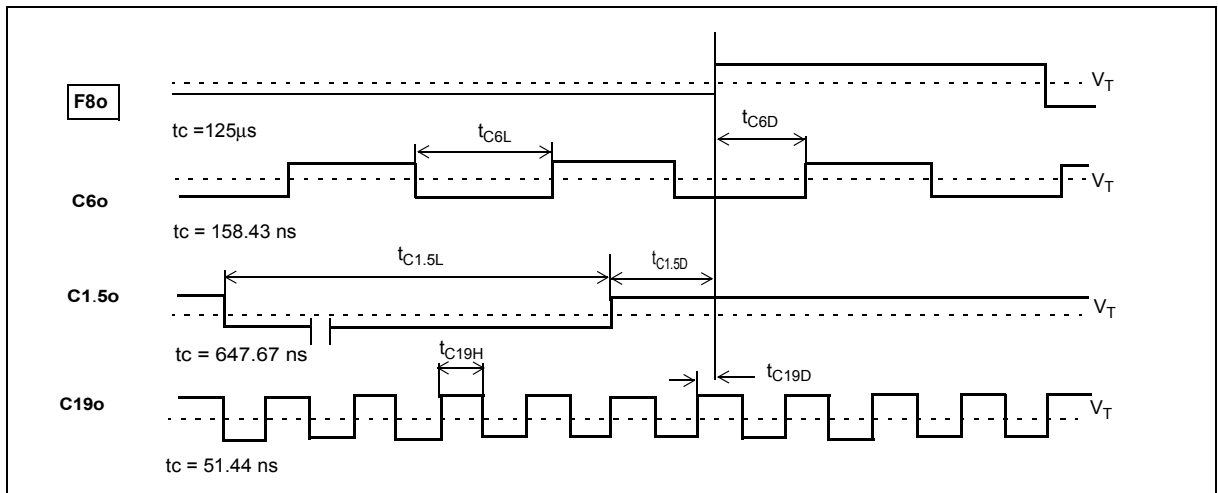 F8o
V_T
tc =125μs
t_C6L
t_C6D
C6o
V_T
tc = 158.43 ns
t_C1.5L
t_C1.5D
C1.5o
V_T
tc = 647.67 ns
t_C19H
t_C19D
C19o
V_T
tc = 51.44 ns